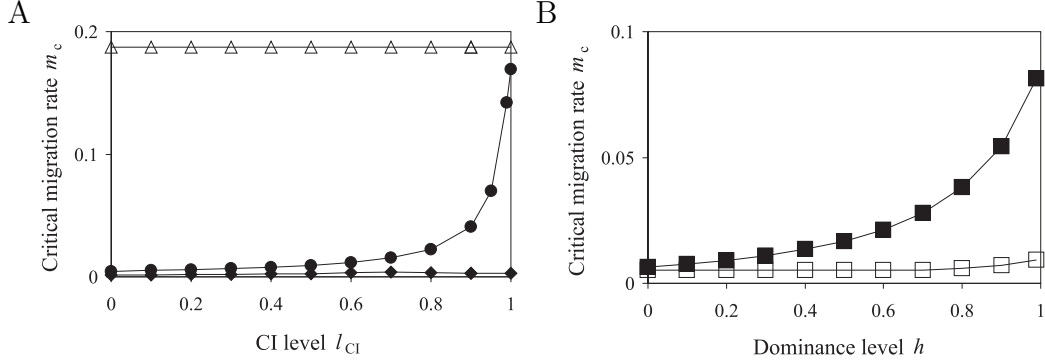 A
Critical migration rate m c
0.2
0.1
0
0 0.2 0.4 0.6 0.8 1
CI level l CI
B
Critical migration rate m c
0.1
0.05
0
0 0.2 0.4 0.6 0.8 1
Dominance level h